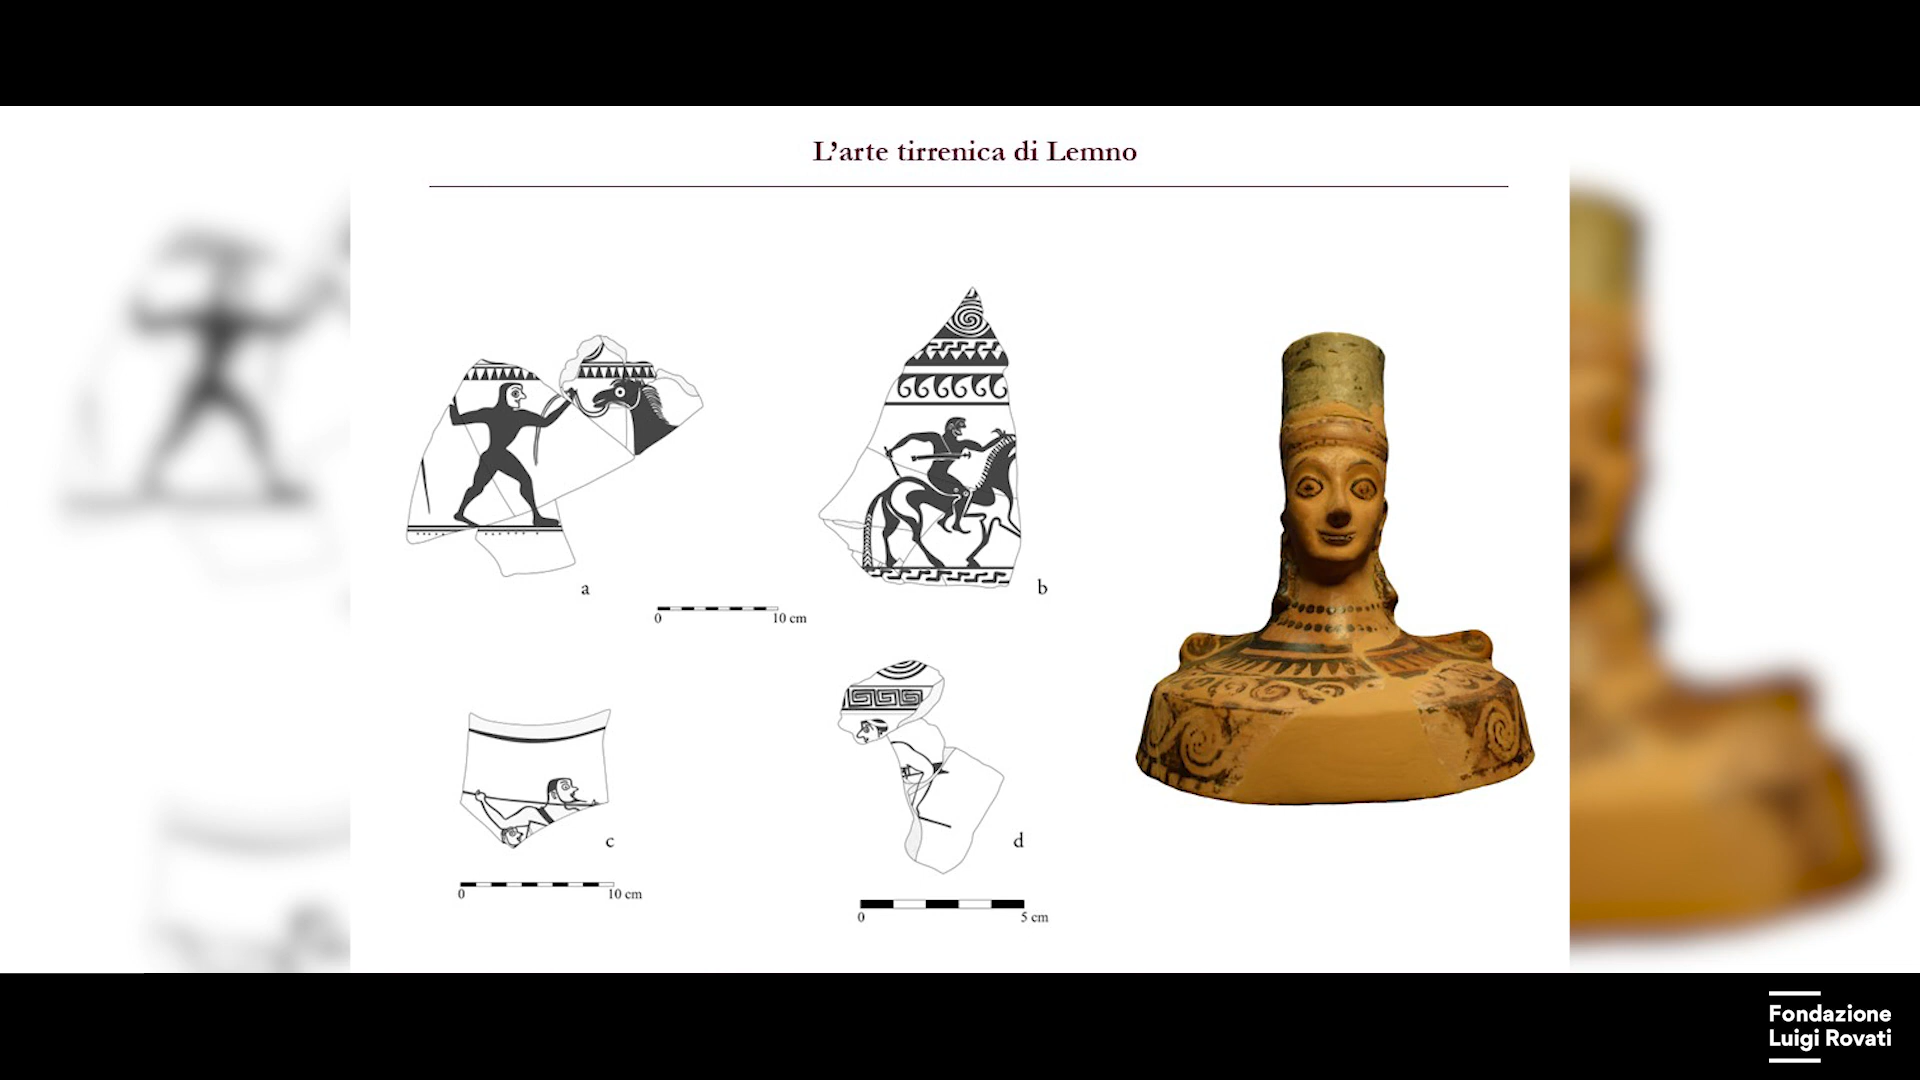 L’arte tirrenica di Lemno
a
b
0 10 cm
c
d
0 10 cm
0 5 cm
Fondazione
Luigi Rovati